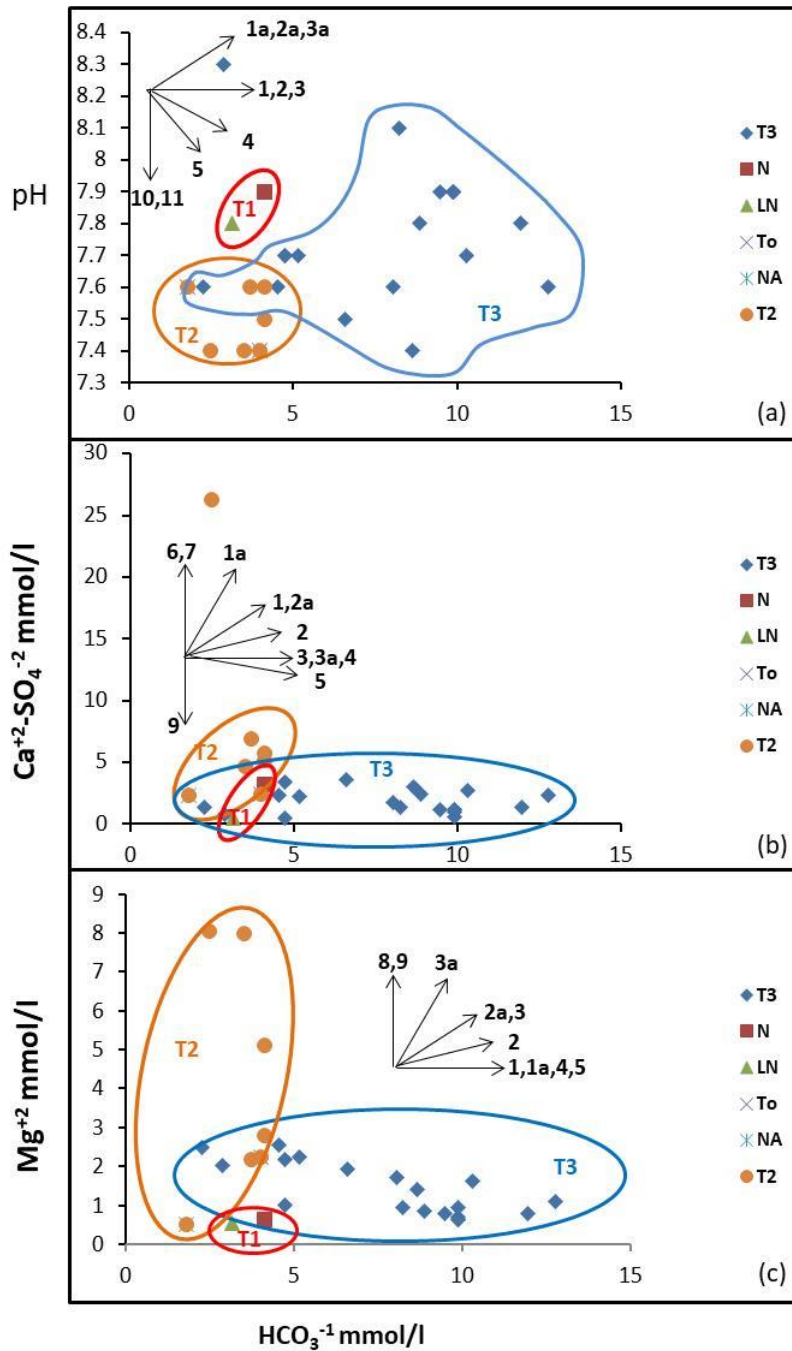 8.4
8.3
8.2
8.1
8
7.9
7.8
7.7
7.6
7.5
7.4
7.3
pH
1a,2a,3a
1,2,3
4
5
10,11
T1
T2
T3
T3
N
LN
To
NA
T2
0 5 10 15
(a)
30
25
20
15
10
5
0
Ca+2-SO4-2 mmol/l
6,7
1a
1,2a
2
3,3a,4
5
9
T2
T3
T1
T3
N
LN
To
NA
T2
0 5 10 15
(b)
9
8
7
6
5
4
3
2
1
0
Mg+2 mmol/l
8,9
3a
2a,3
2
1,1a,4,5
T2
T3
T1
T3
N
LN
To
NA
T2
0 5 10 15
(c)
HCO3-1 mmol/l